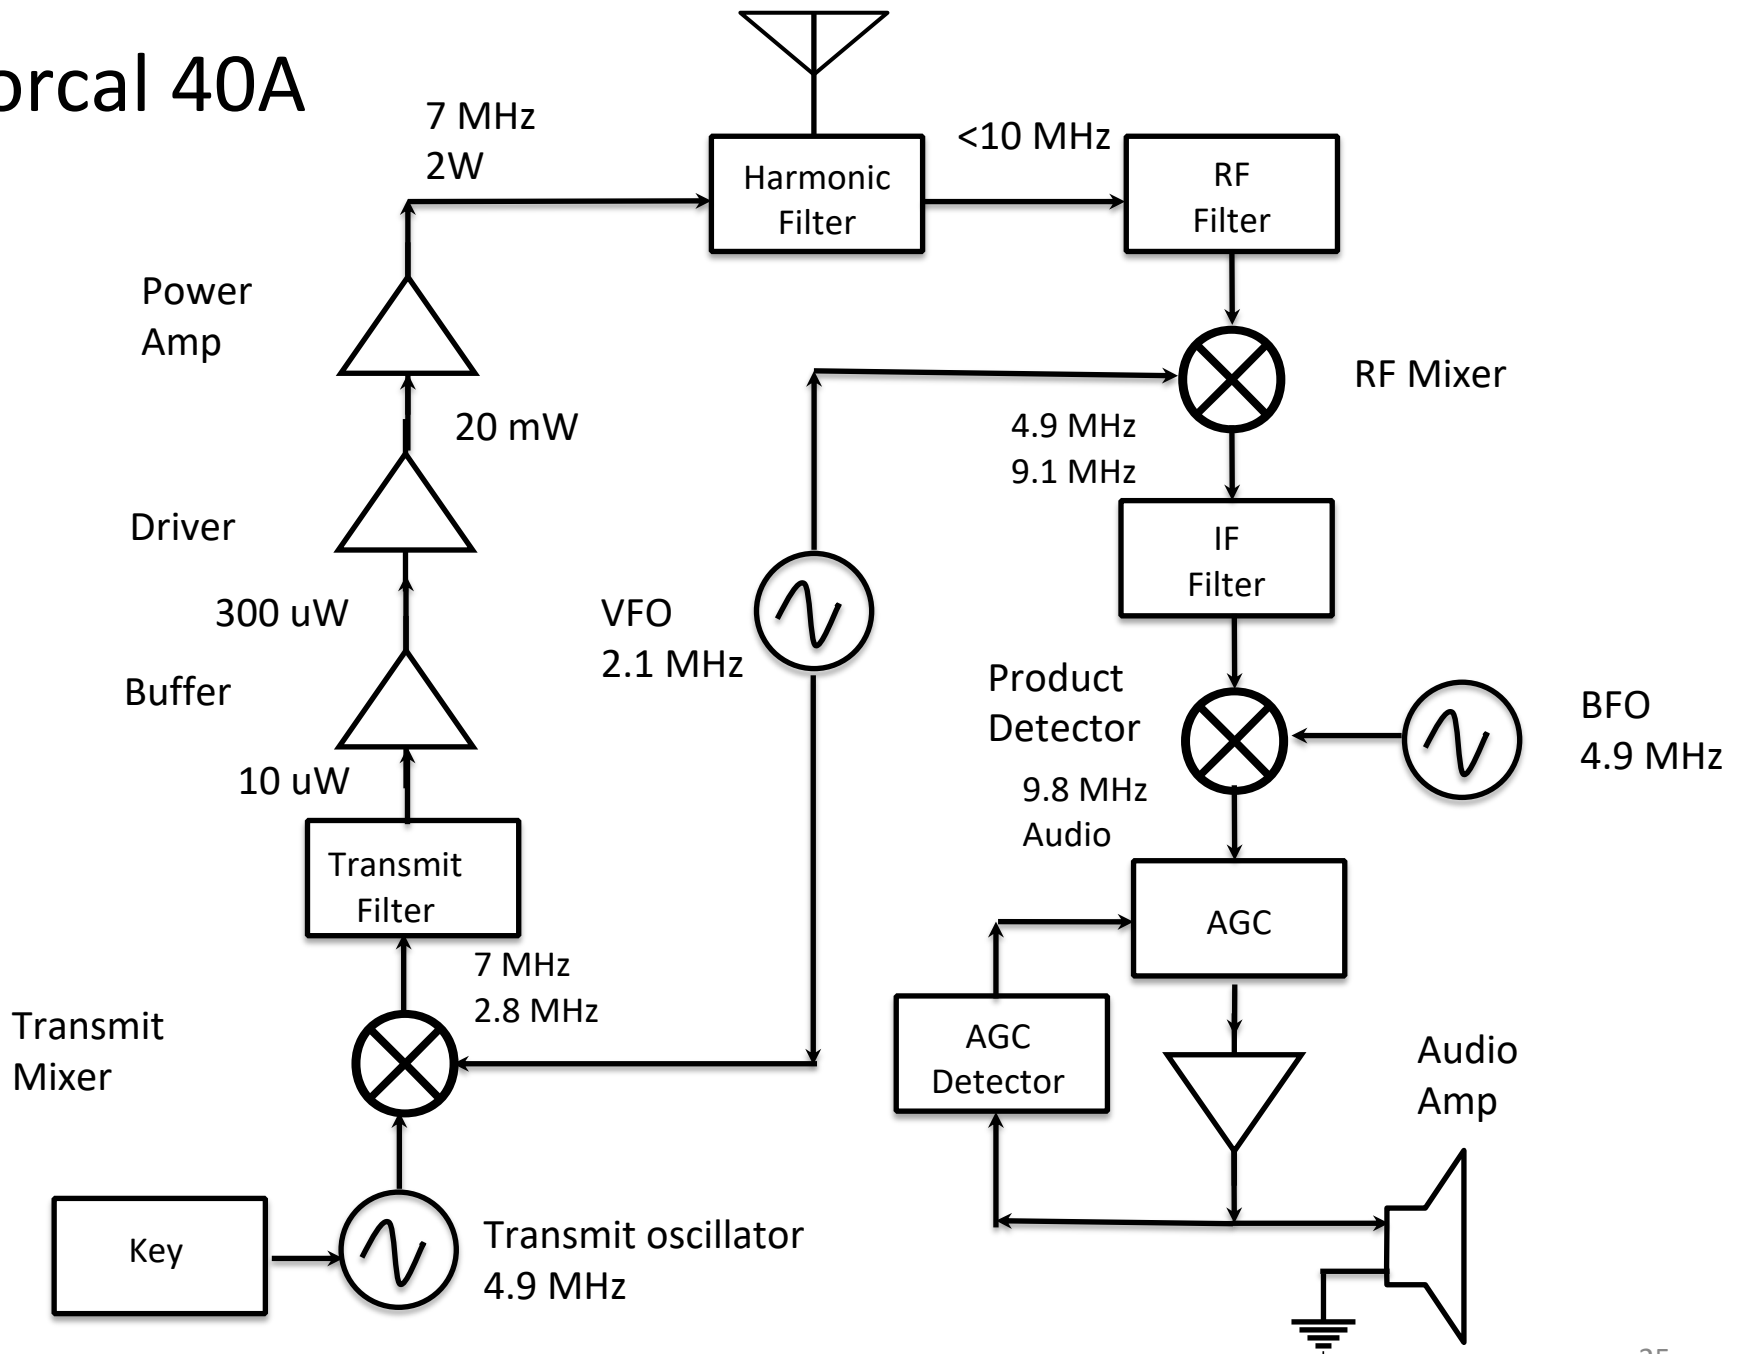 orcal 40A
7 MHz
2W
Harmonic
Filter
<10 MHz
RF
Filter
Power
Amp
RF Mixer
20 mW
4.9 MHz
9.1 MHz
Driver
IF
Filter
300 uW
VFO
2.1 MHz
Buffer
Product
Detector
BFO
4.9 MHz
10 uW
9.8 MHz
Audio
Transmit
Filter
AGC
7 MHz
2.8 MHz
Transmit
Mixer
AGC
Detector
Audio
Amp
Key
Transmit oscillator
4.9 MHz